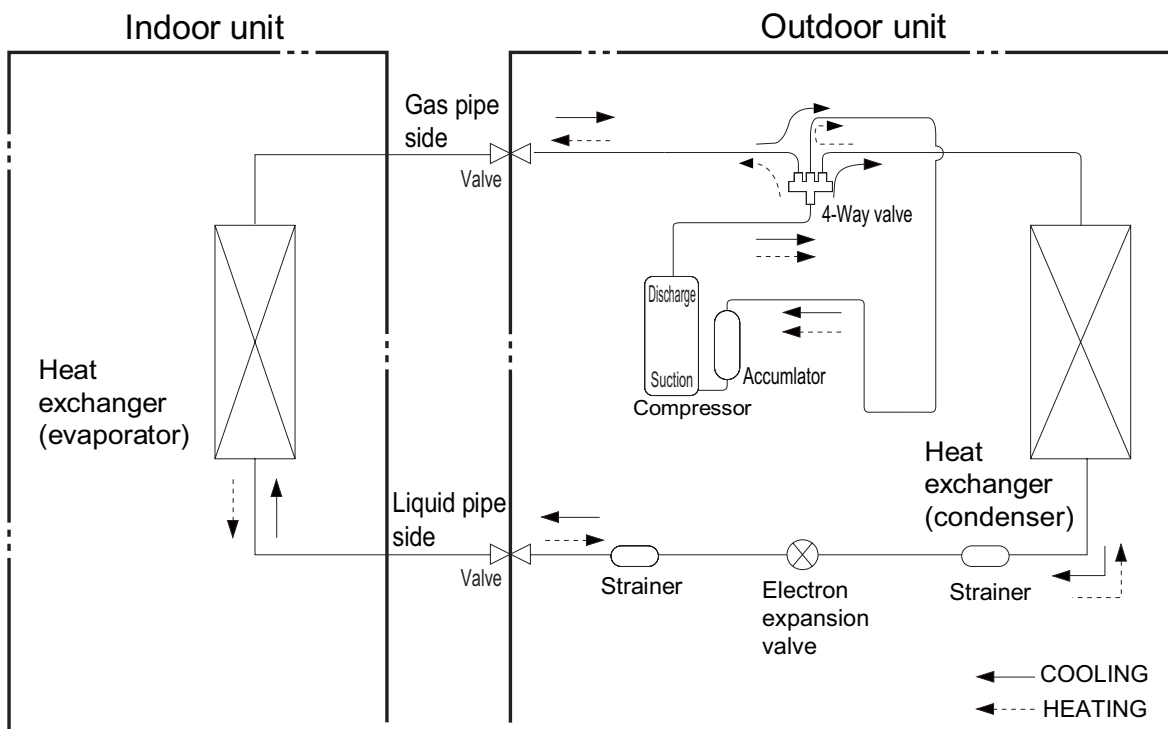 Indoor unit
Outdoor unit
Gas pipe
side
Valve
4-Way valve
Discharge
Suction
Compressor
Accumlator
Heat
exchanger
(evaporator)
Heat
exchanger
(condenser)
Liquid pipe
side
Valve
Strainer
Electron
expansion
valve
Strainer
COOLING
HEATING